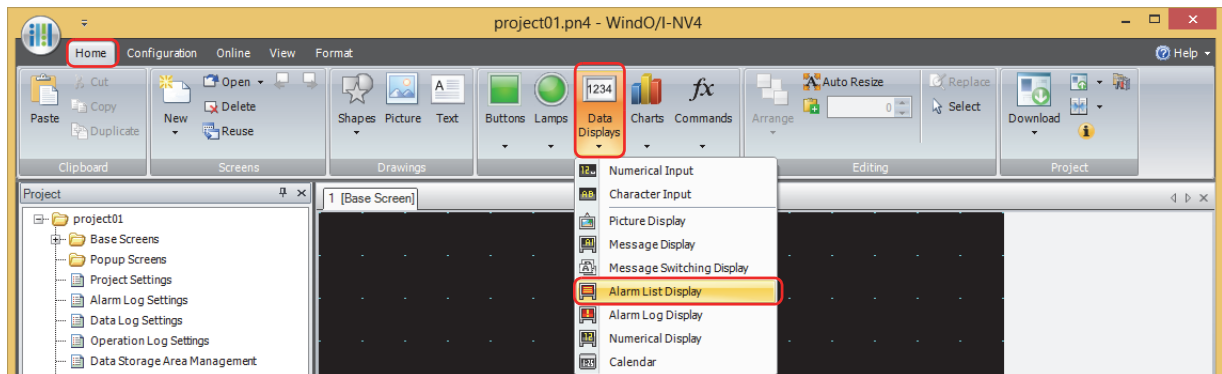 project01.pn4 - WindO/I-NV4
Home Configuration Online View Format Help
Paste
Cut
Copy
Duplicate
Clipboard
New
Open
Delete
Reuse
Screens
Shapes Picture Text
Drawings
Buttons Lamps
1234
Data Displays
Charts
fx
Commands
Arrange
Auto Resize
0
Replace
Select
Editing
Download
Project
Project
project01
Base Screens
Popup Screens
Project Settings
Alarm Log Settings
Data Log Settings
Operation Log Settings
Data Storage Area Management
1 [Base Screen]
Numerical Input
Character Input
Picture Display
Message Display
Message Switching Display
Alarm List Display
Alarm Log Display
Numerical Display
Calendar